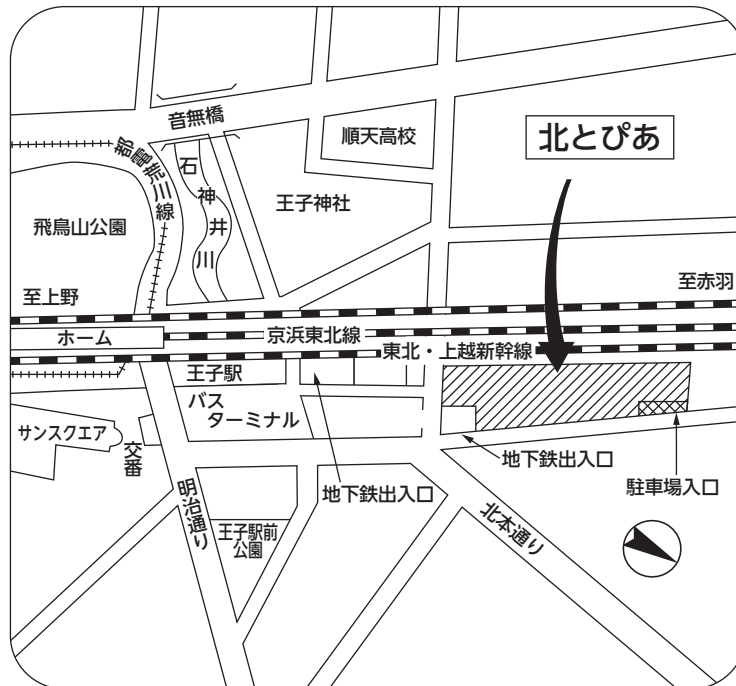 音無橋
順天高校
北とぴあ
都電荒川線
石神井川
王子神社
飛鳥山公園
至上野
至赤羽
ホーム
京浜東北線
東北・上越新幹線
王子駅
バス
ターミナル
サンスクエア
交番
地下鉄出入口
地下鉄出入口
駐車場入口
明治通り
王子駅前
公園
北本通り